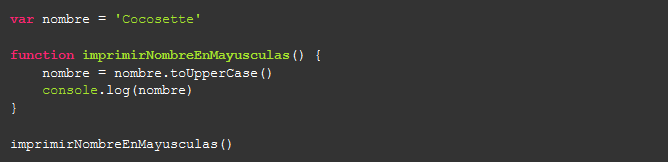 var nombre = 'Cocosette'

function imprimirNombreEnMayusculas() {
    nombre = nombre.toUpperCase()
    console.log(nombre)
}

imprimirNombreEnMayusculas()